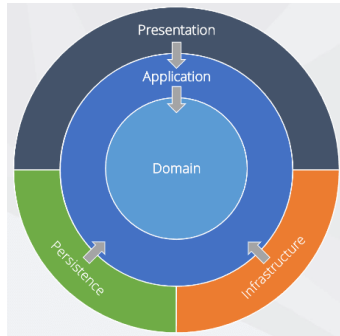 Presentation
Application
Domain
Persistence
Infrastructure